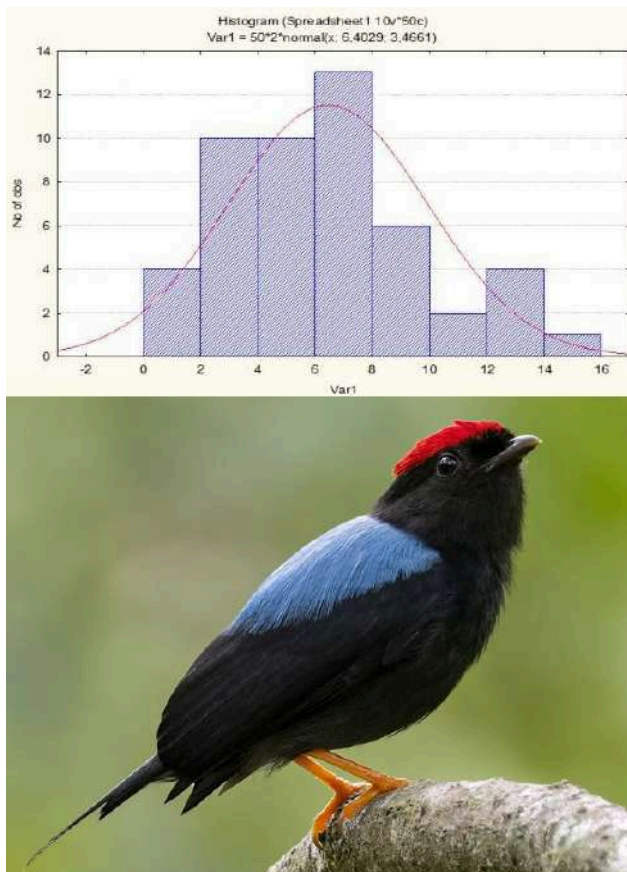 Histogram (Spreadsheet1 10v*50c)
Var1 = 50*2*normal(x; 6,4029; 3,4661)
14
12
10
8
6
4
2
0
No of obs
-2 0 2 4 6 8 10 12 14 16
Var1